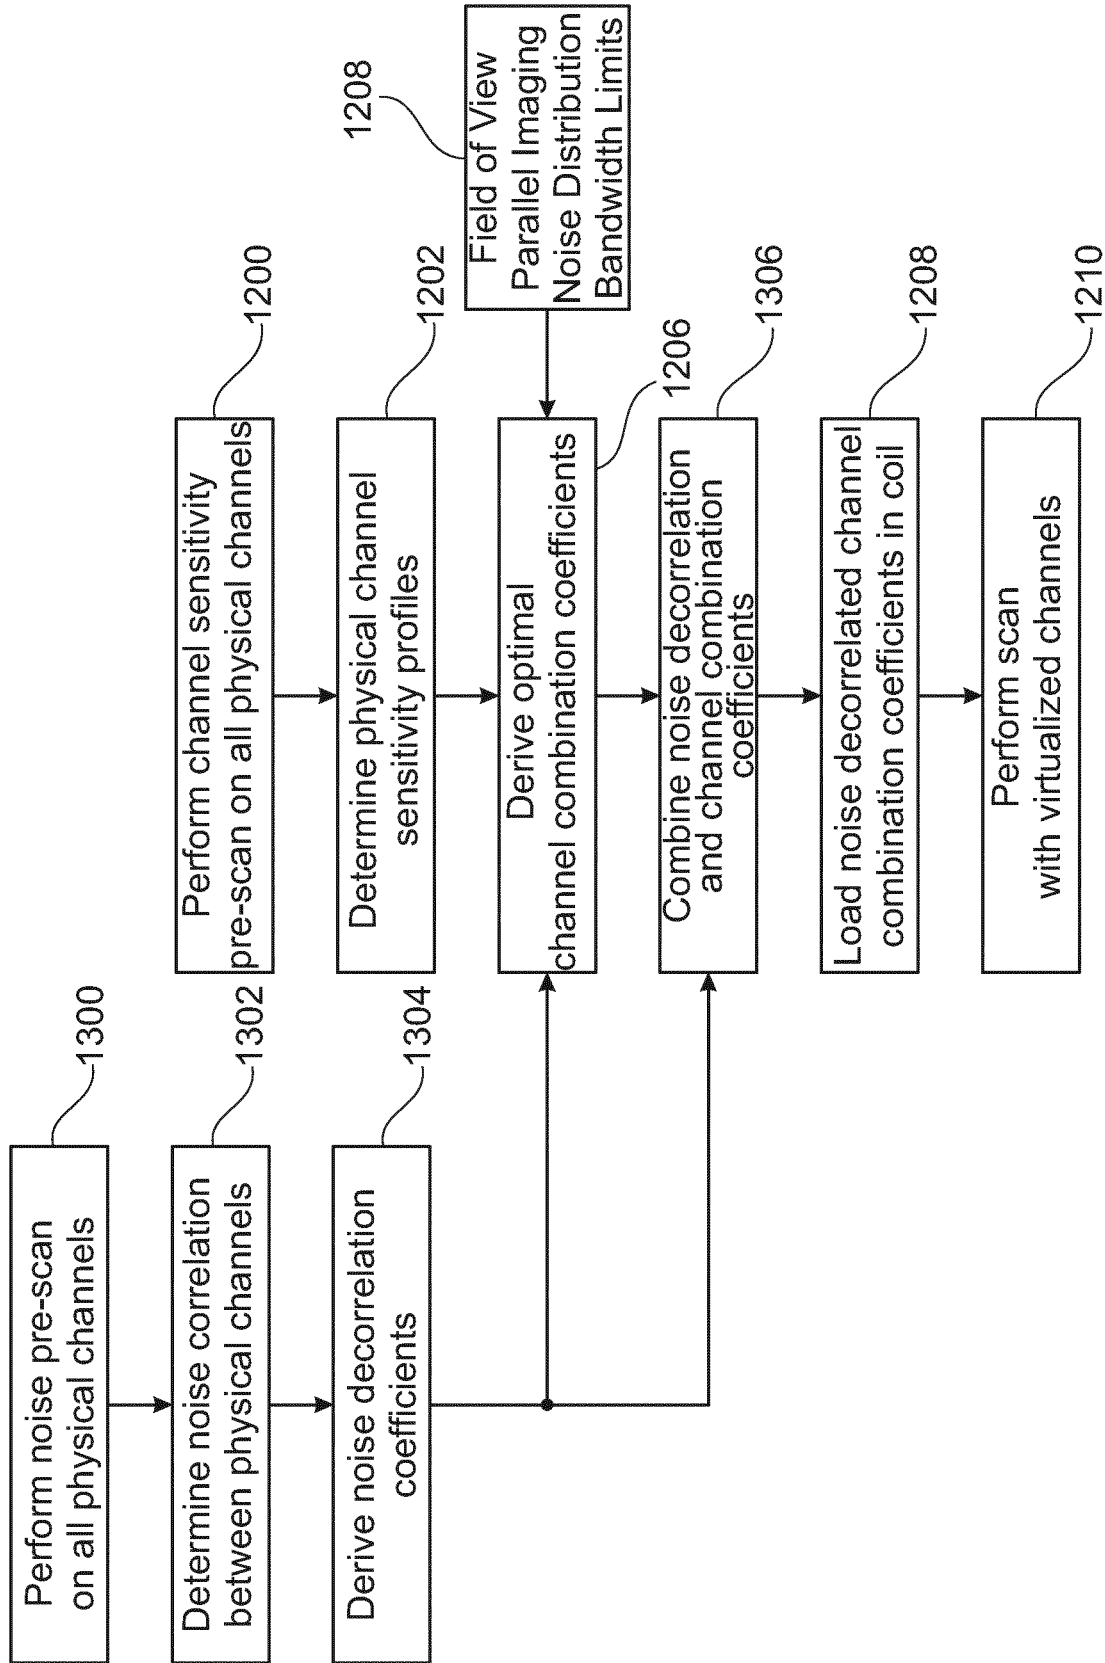 Perform noise pre-scan
on all physical channels
1300
Determine noise correlation
between physical channels
1302
Derive noise decorrelation
coefficients
1304
Perform channel sensitivity
pre-scan on all physical channels
1200
Determine physical channel
sensitivity profiles
1202
Derive optimal
channel combination coefficients
1206
Field of View
Parallel Imaging
Noise Distribution
Bandwidth Limits
1208
Combine noise decorrelation
and channel combination
coefficients
1306
Load noise decorrelated channel
combination coefficients in coil
1208
Perform scan
with virtualized channels
1210